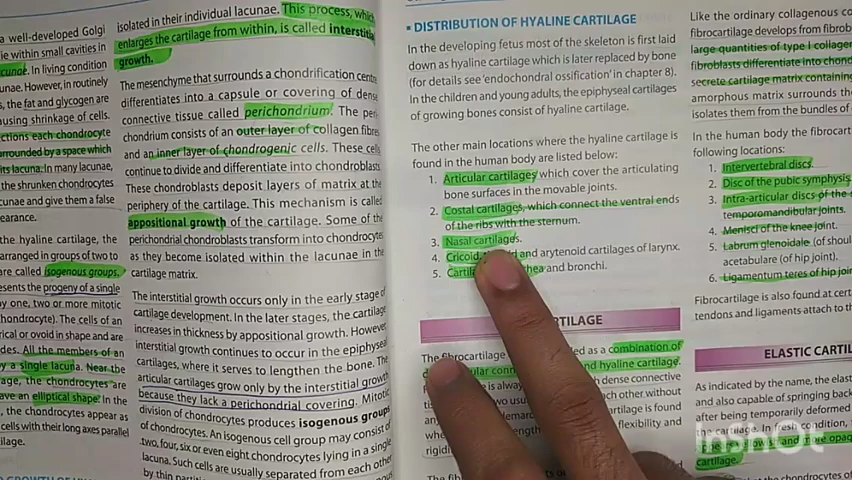 a well-developed Golgi
lie within small cavities in
lacunae. In living condition
lacunae. However, in routinely
s, the fat and glycogen are
ausing shrinkage of cells.
ections each chondrocyte
arrounded by a space which
its lacuna. In many lacunae,
the shrunken chondrocytes
cunae and give them a false
earance.
the hyaline cartilage, the
arranged in groups of two to
are called isogenous groups.
esents the progeny of a single
by one, two or more mitotic
chondrocyte). The cells of an
rical or ovoid in shape and are
des. All the members of an
by a single lacuna. Near the
lage, the chondrocytes are
ave an elliptical shape. In the
, the chondrocytes appear as
cells with their long axes parallel
tilage.
isolated in their individual lacunae. This process, which
enlarges the cartilage from within, is called interstitial
growth.
The mesenchyme that surrounds a chondrification centre
differentiates into a capsule or covering of dense
connective tissue called perichondrium. The peri-
chondrium consists of an outer layer of collagen fibres
and an inner layer of chondrogenic cells. These cells
continue to divide and differentiate into chondroblasts
These chondroblasts deposit layers of matrix at the
periphery of the cartilage. This mechanism is called
appositional growth of the cartilage. Some of the
perichondrial chondroblasts transform into chondrocytes
as they become isolated within the lacunae in the
cartilage matrix.
The interstitial growth occurs only in the early stage of
cartilage development. In the later stages, the cartilage
increases in thickness by appositional growth. However
interstitial growth continues to occur in the epiphyseal
cartilages, where it serves to lengthen the bone. The
articular cartilages grow only by the interstitial growth
because they lack a perichondrial covering. Mitotic
division of chondrocytes produces isogenous groups
of chondrocytes. An isogenous cell group may consist of
two, four, six or even eight chondrocytes lying in a single
lacuna. Such cells are usually separated from each other
by thin
DISTRIBUTION OF HYALINE CARTILAGE
In the developing fetus most of the skeleton is first laid
down as hyaline cartilage which is later replaced by bone
(for details see 'endochondral ossification' in chapter 8).
In the children and young adults, the epiphyseal cartilages
of growing bones consist of hyaline cartilage.
The other main locations where the hyaline cartilage is
found in the human body are listed below:
1. Articular cartilages which cover the articulating
bone surfaces in the movable joints.
2. Costal cartilages, which connect the ventral ends
of the ribs with the sternum.
3. Nasal cartilages.
4. Cricoid, and arytenoid cartilages of larynx.
5. and bronchi.
CARTILAGE
The fibrocartilage as a combination of
and hyaline cartilage.
is always dense connective
two other without
cartilage is found
flexibility and
The
Like the ordinary collagenous co
fibrocartilage develops from fibrob
large quantities of type I collagen
fibroblasts differentiate into chond
secrete cartilage matrix containing
amorphous matrix surrounds the
isolates them from the bundles of
In the human body the fibrocart
following locations:
1. Intervertebral discs.
2. Disc of the pubic symphysis
3. Intra-articular discs of the
temporomandibular joints.
4. Menisci of the knee joint.
5. Labrum glenoidale (of shou
acetabulare (of hip joint).
6. Ligamentum teres of hip join
Fibrocartilage is also found at cert
tendons and ligaments attach to th
ELASTIC CARTIL
As indicated by the name, the elast
and also capable of springing back
after being temporarily deformed
the cartilage. In fresh condition,
and more opaq
cartilage.
the chondrocytes of
InShOt